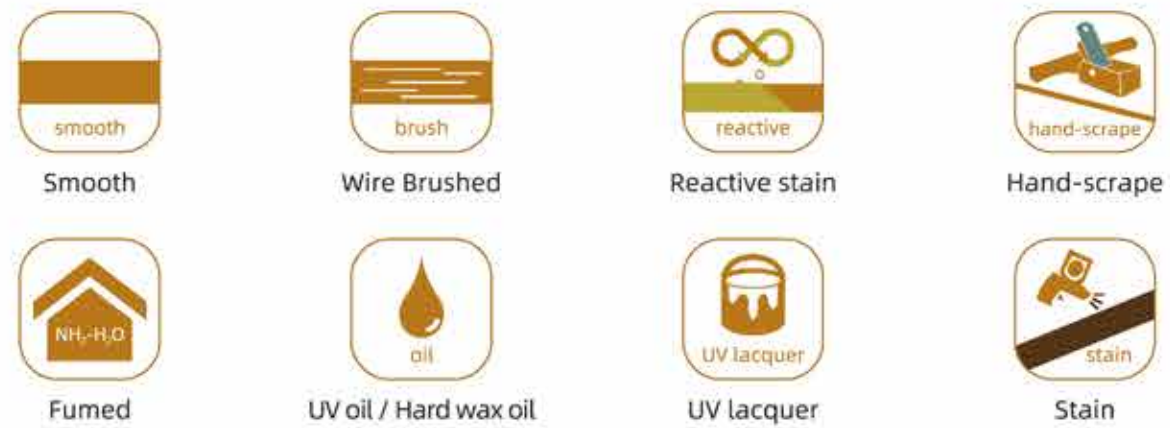 smooth
brush
reactive
hand-scrape
Smooth
Wire Brushed
Reactive stain
Hand-scrape
NH₃-H₂O
oil
UV lacquer
stain
Fumed
UV oil / Hard wax oil
UV lacquer
Stain